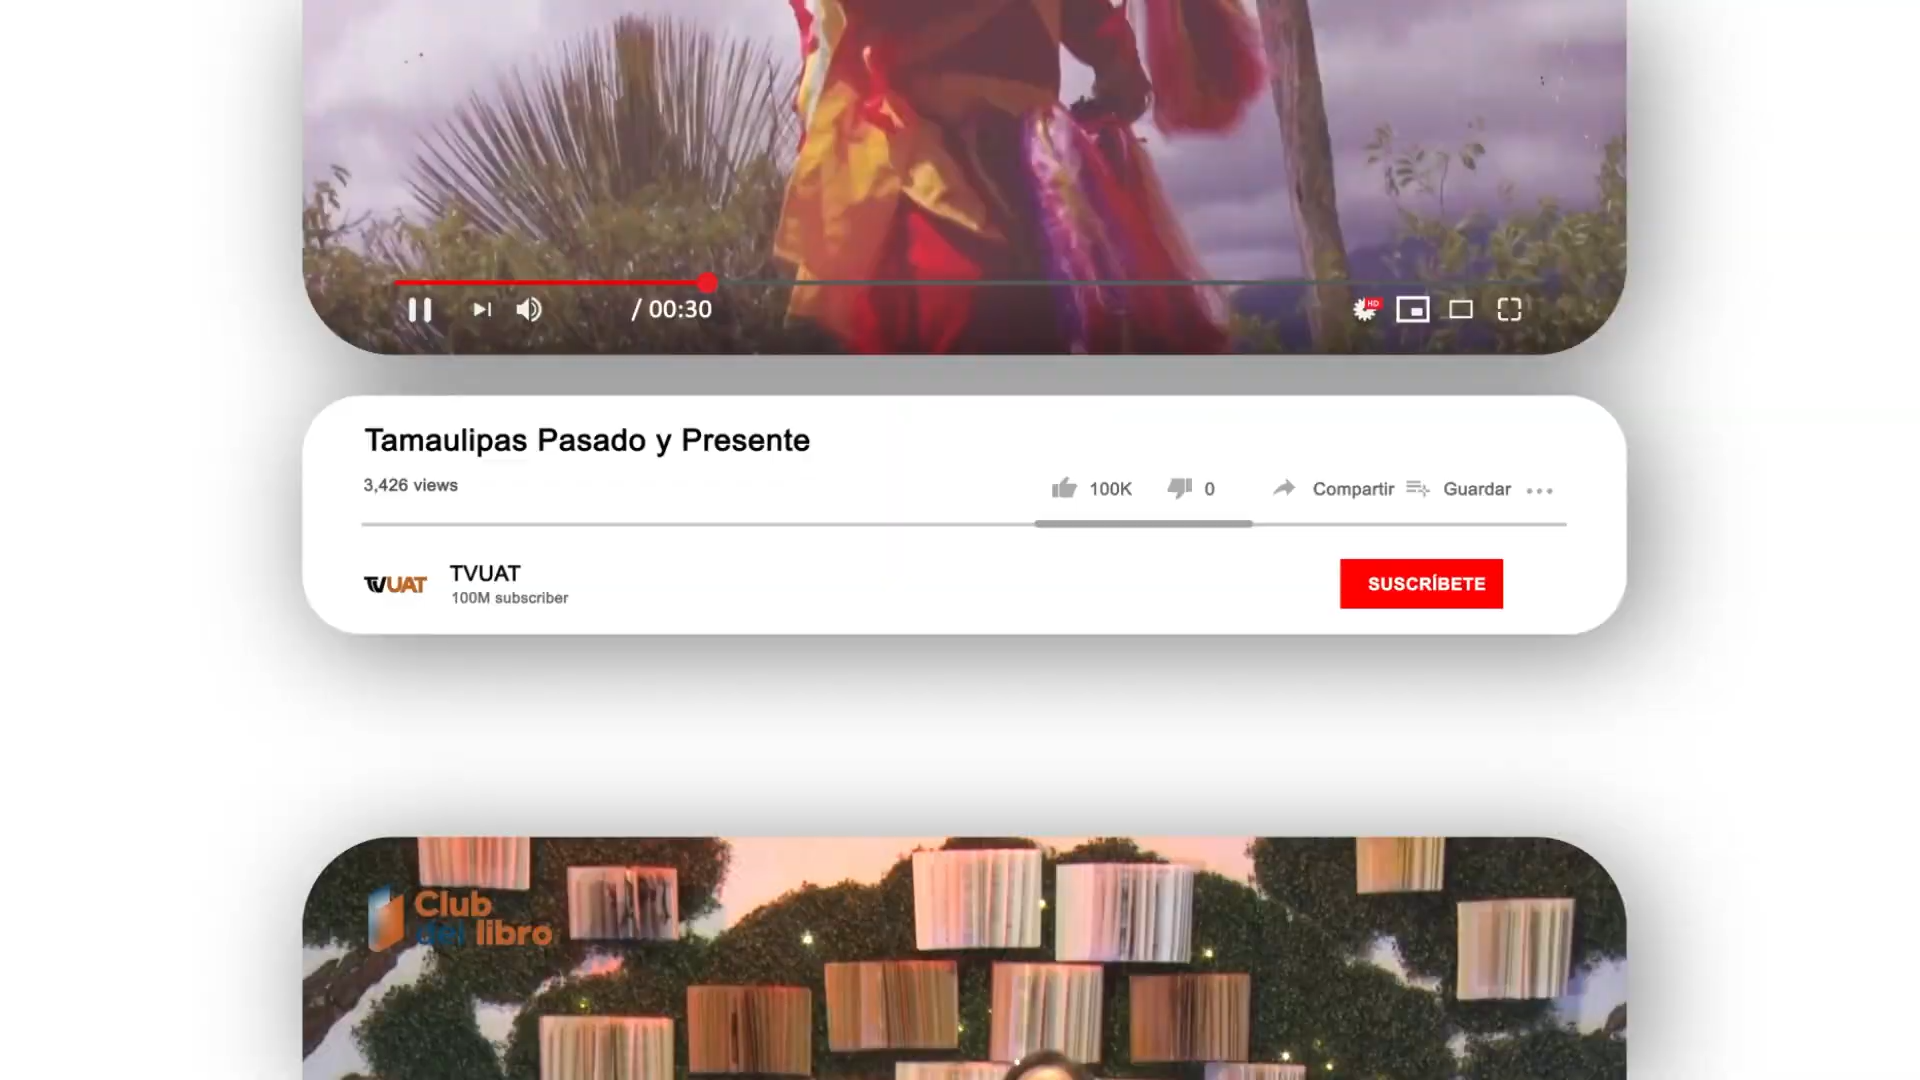 / 00:30
HD
Tamaulipas Pasado y Presente
3,426 views
100K
0
Compartir
Guardar
TVUAT
TVUAT
100M subscriber
SUSCRÍBETE
Club
del libro